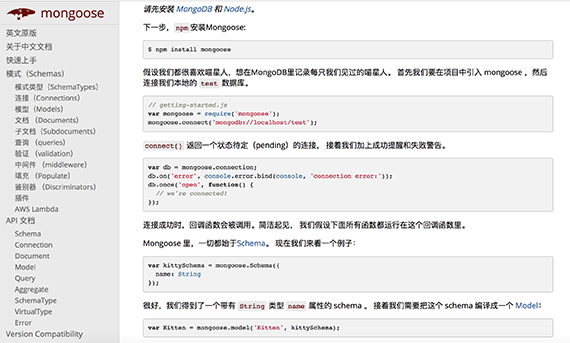 mongoose
英文原版
关于中文文档
快速上手
模式（Schemas）
模式类型（SchemaTypes）
连接（Connections）
模型（Models）
文档（Documents）
子文档（Subdocuments）
查询（queries）
验证（validation）
中间件（middleware）
填充（Populate）
鉴别器（Discriminators）
插件
AWS Lambda
API 文档
Schema
Connection
Document
Model
Query
Aggregate
SchemaType
VirtualType
Error
Version Compatibility
请先安装 MongoDB 和 Node.js。
下一步， npm 安装Mongoose:
$ npm install mongoose
假设我们都很喜欢喵星人，想在MongoDB里记录每只我们见过的喵星人。 首先我们要在项目中引入 mongoose ，然后
连接我们本地的 test 数据库。
// getting-started.js
var mongoose = require('mongoose');
mongoose.connect('mongodb://localhost/test');
connect() 返回一个状态待定（pending）的连接， 接着我们加上成功提醒和失败警告。
var db = mongoose.connection;
db.on('error', console.error.bind(console, 'connection error:'));
db.once('open', function() {
// we're connected!
});
连接成功时，回调函数会被调用。简洁起见， 我们假设下面所有函数都运行在这个回调函数里。
Mongoose 里，一切都始于Schema。 现在我们来看一个例子：
var kittySchema = mongoose.Schema({
name: String
});
很好，我们得到了一个带有 String 类型 name 属性的 schema 。 接着我们需要把这个 schema 编译成一个 Model：
var Kitten = mongoose.model('Kitten', kittySchema);